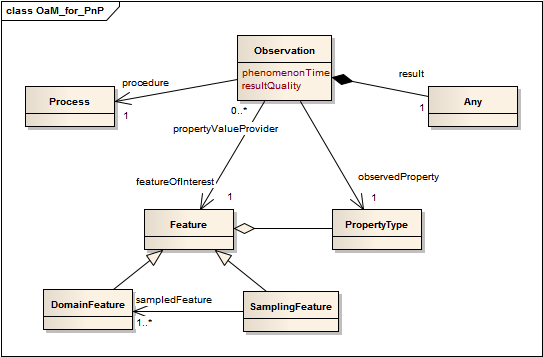 class OaM_for_PnP
Observation
phenomenonTime
resultQuality
procedure
result
Process
1
0..*
1
Any
propertyValueProvider
featureOfInterest
observedProperty
1
1
Feature
PropertyType
DomainFeature
sampledFeature
1..*
SamplingFeature